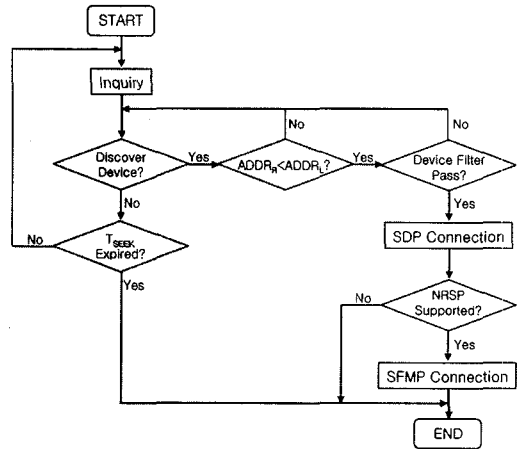 START
Inquiry
No
No
Discover
Device?
Yes
ADDR_R<ADDR_L?
Yes
Device Filter
Pass?
No
Yes
No
T_SEEK
Expired?
SDP Connection
Yes
No
NRSP
Supported?
Yes
SFMP Connection
END